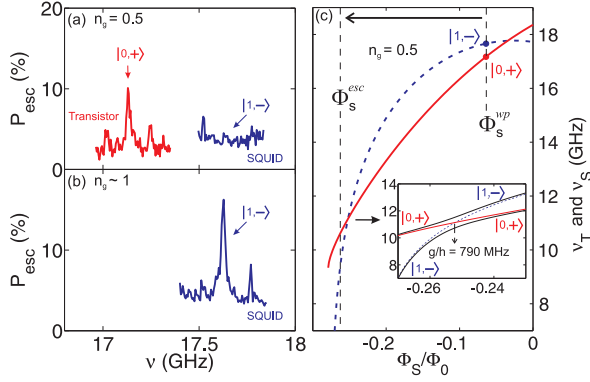 (a) n_g = 0.5
|0,+⟩
Transistor
|1,−⟩
SQUID
P_esc (%)
20
10
0
(b) n_g ~ 1
|1,−⟩
SQUID
P_esc (%)
20
10
0
17
17.5
18
ν (GHz)
(c)
n_g = 0.5
|1,−⟩
|0,+⟩
Φ_s^esc
Φ_s^wp
18
16
14
12
10
8
ν_T and ν_S (GHz)
-0.2
-0.1
0
Φ_S/Φ_0
14
12
10
8
|1,−⟩
|0,+⟩
|0,+⟩
g/h = 790 MHz
|1,−⟩
-0.26
-0.24